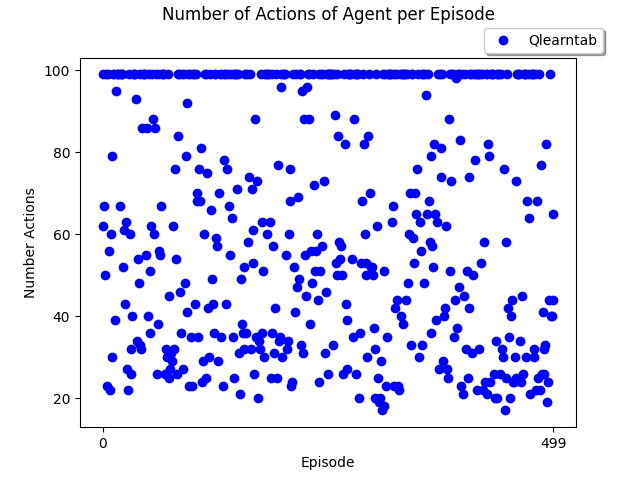 Number of Actions of Agent per Episode
Qlearntab
100
80
60
40
20
Number Actions
0
499
Episode